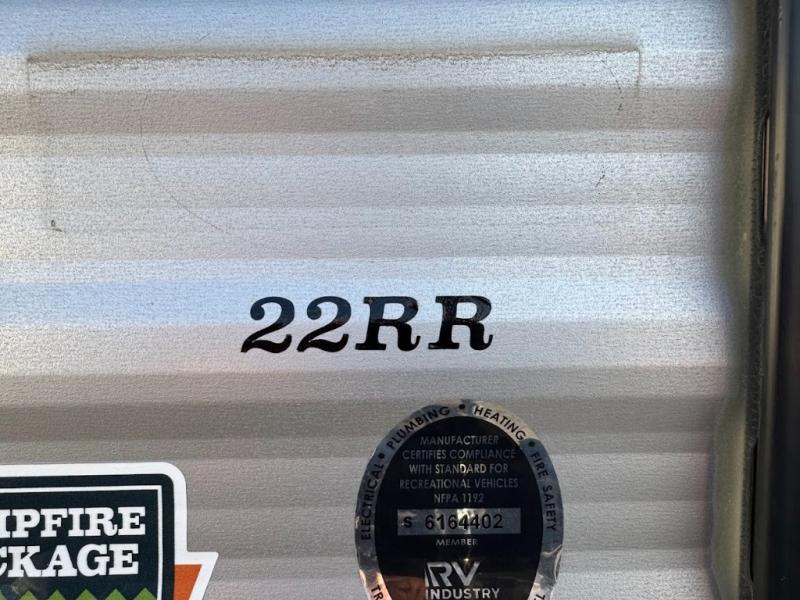 22RR
ELECTRICAL • PLUMBING • HEATING • FIRE SAFETY
MANUFACTURER
CERTIFIES COMPLIANCE
WITH STANDARD FOR
RECREATIONAL VEHICLES
NFPA 1192
S 6164402
MEMBER
RV
INDUSTRY
MPFIRE
CKAGE